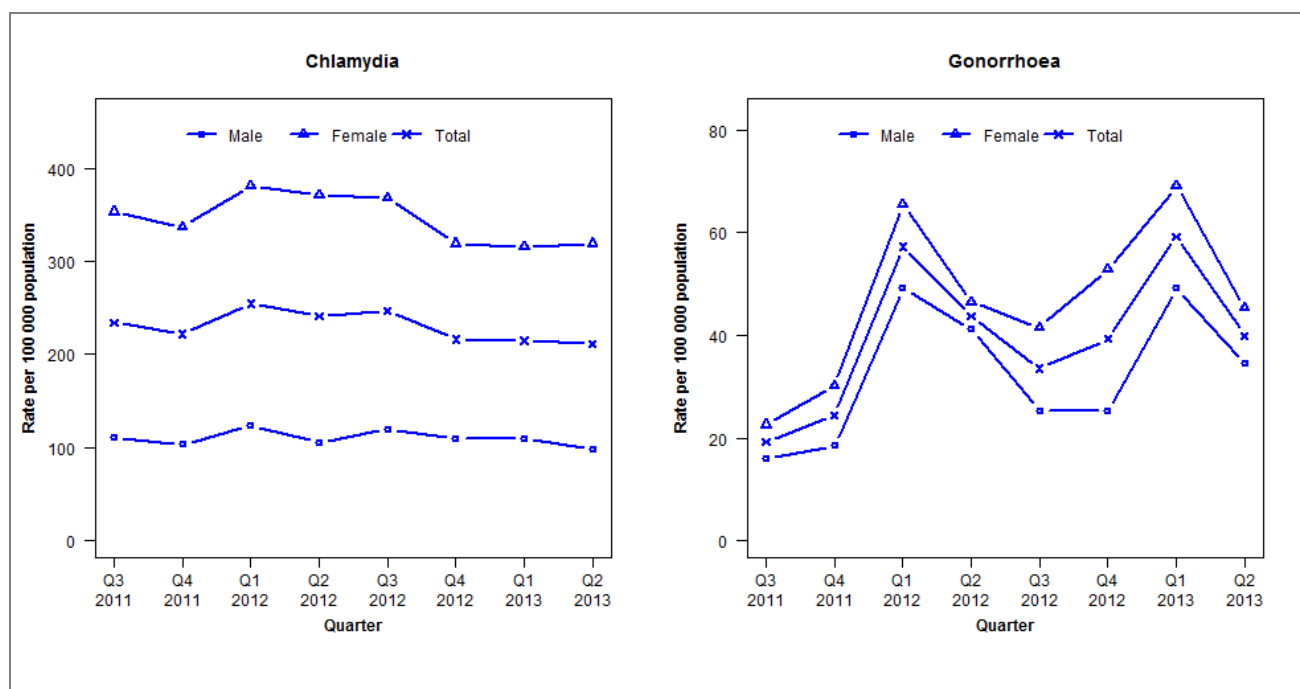 Chlamydia
Male Female Total
400
300
200
100
0
Rate per 100 000 population
Q3 Q4 Q1 Q2 Q3 Q4 Q1 Q2
2011 2011 2012 2012 2012 2012 2013 2013
Quarter
Gonorrhoea
Male Female Total
80
60
40
20
0
Rate per 100 000 population
Q3 Q4 Q1 Q2 Q3 Q4 Q1 Q2
2011 2011 2012 2012 2012 2012 2013 2013
Quarter